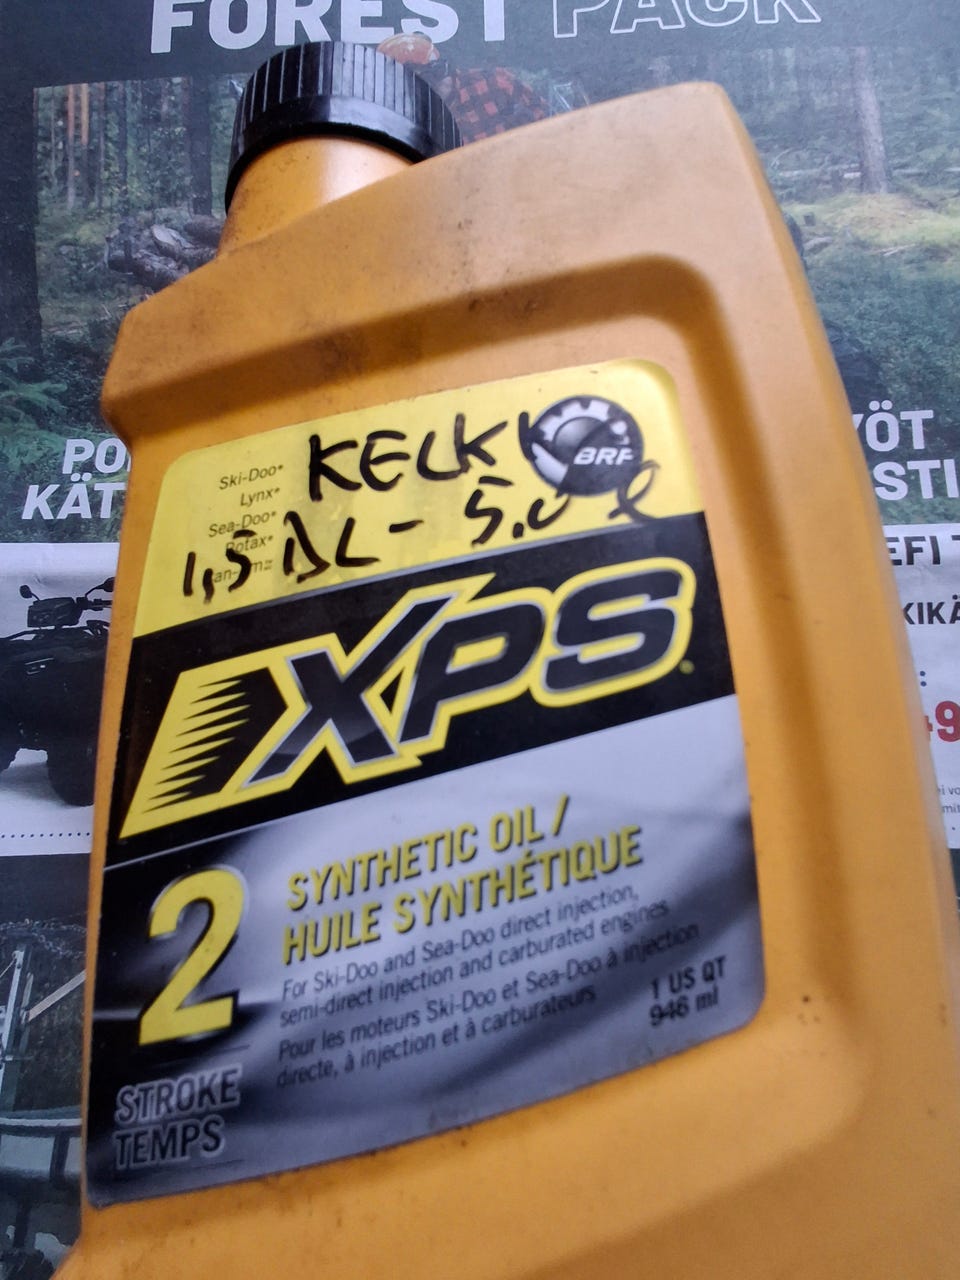 FOREST PACK
Ski-Doo®
Lynx®
Sea-Doo®
Rotax®
KELK
BRP
1,5 DL - 5.0 l
XPS
2
STROKE
TEMPS
SYNTHETIC OIL /
HUILE SYNTHÉTIQUE
For Ski-Doo and Sea-Doo direct injection,
semi-direct injection and carburated engines
Pour les moteurs Ski-Doo et Sea-Doo à injection
directe, à injection et à carburateurs
1 US QT
946 ml